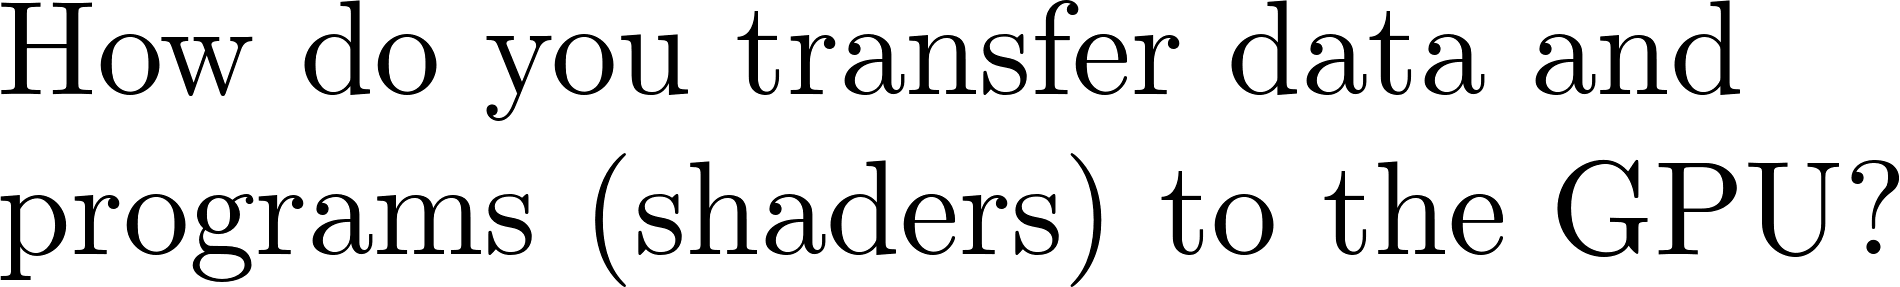 How do you transfer data and
programs (shaders) to the GPU?